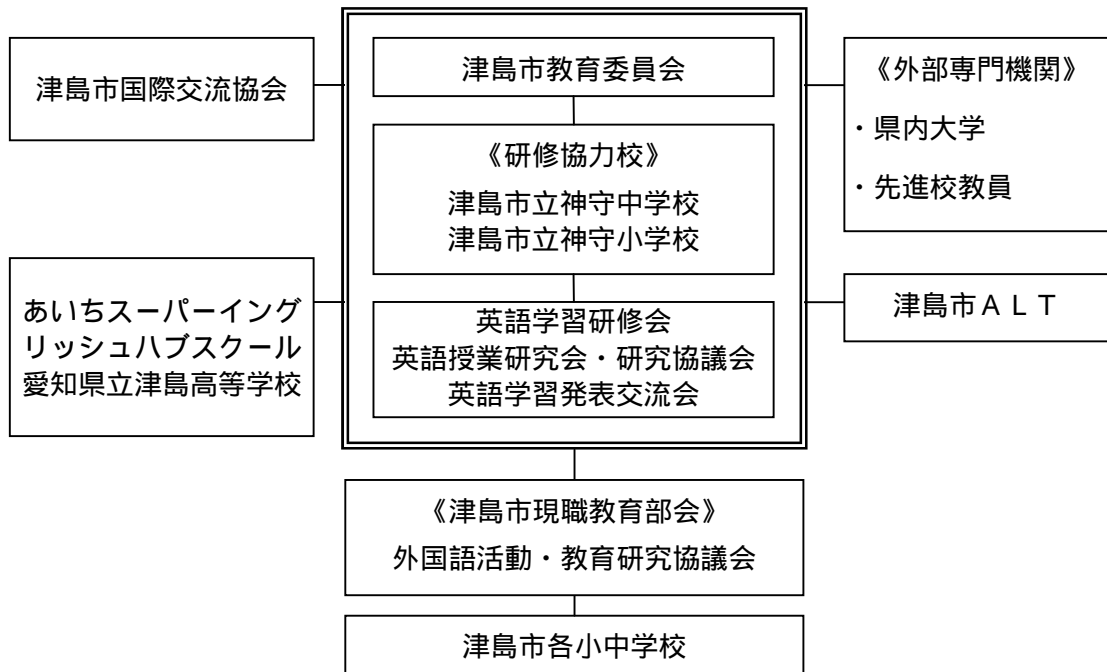 津島市国際交流協会
あいちスーパーイング
リッシュハブスクール
愛知県立津島高等学校
津島市教育委員会
《研修協力校》
津島市立神守中学校
津島市立神守小学校
英語学習研修会
英語授業研究会・研究協議会
英語学習発表交流会
《外部専門機関》
・県内大学
・先進校教員
津島市ＡＬＴ
《津島市現職教育部会》
外国語活動・教育研究協議会
津島市各小中学校